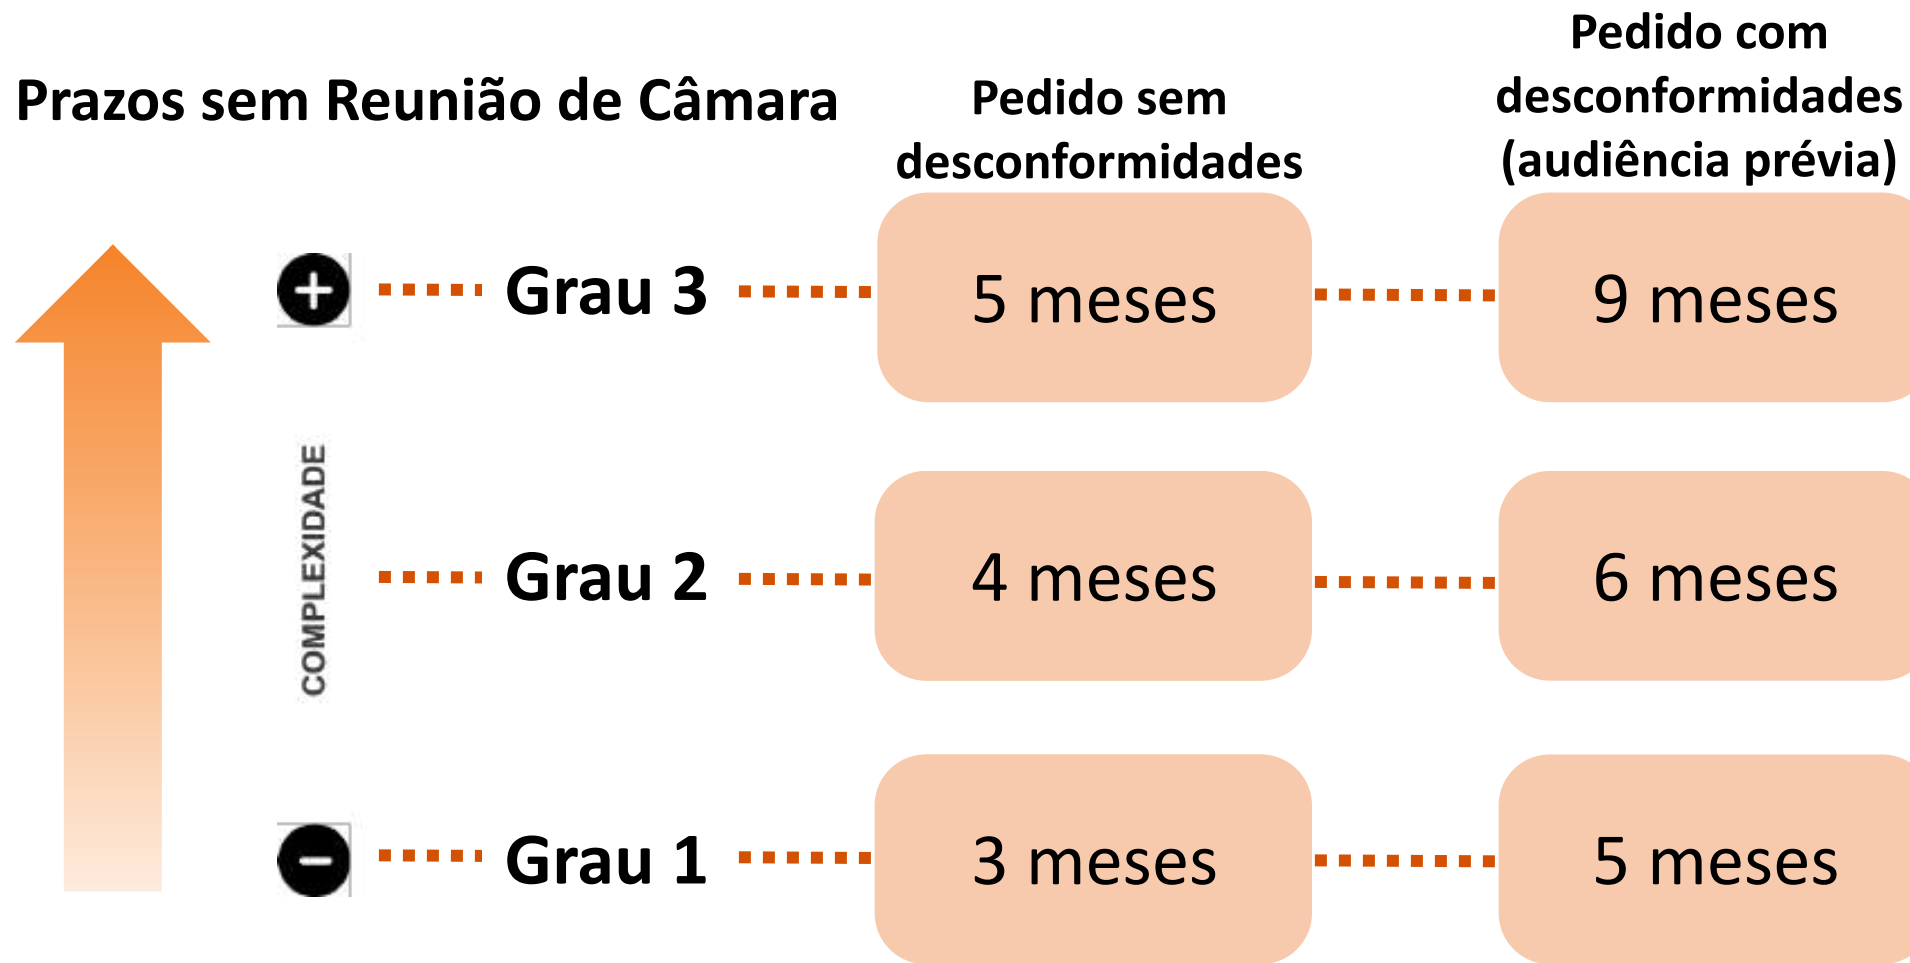 Prazos sem Reunião de Câmara
Pedido sem
desconformidades
Pedido com
desconformidades
(audiência prévia)
+
Grau 3
5 meses
9 meses
COMPLEXIDADE
Grau 2
4 meses
6 meses
−
Grau 1
3 meses
5 meses